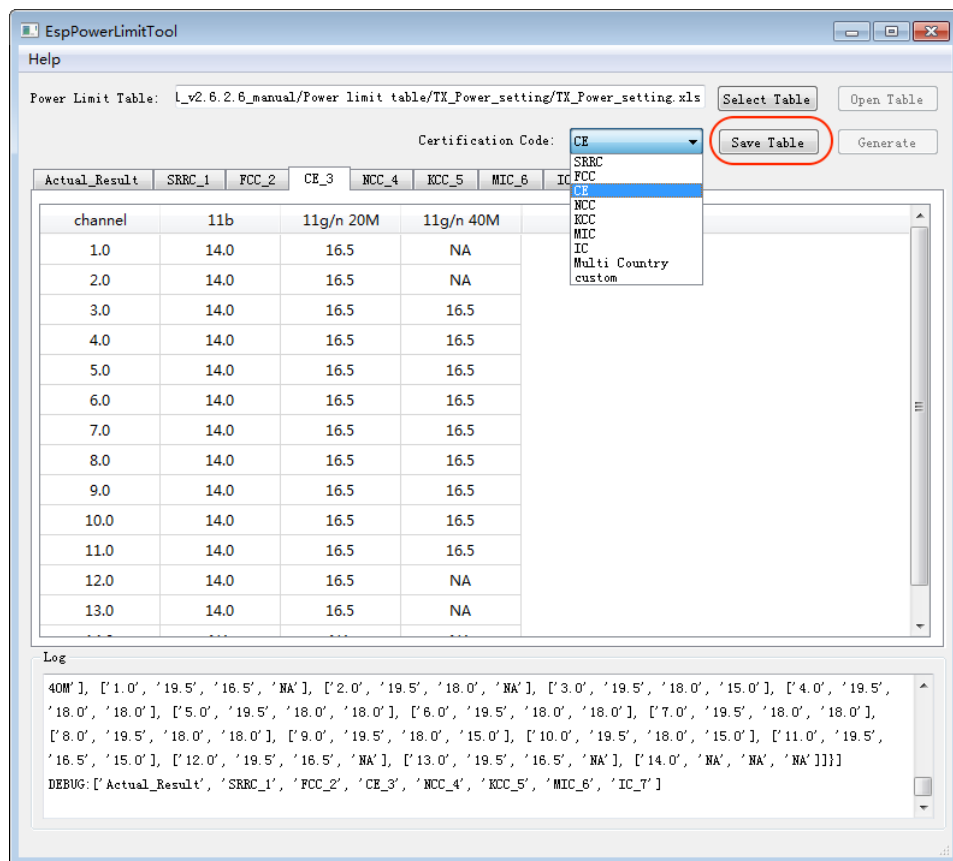 EspPowerLimitTool
Help
Power Limit Table: L_v2.6.2.6_manual/Power limit table/TX_Power_setting/TX_Power_setting.xls Select Table Open Table
Certification Code: CE Save Table Generate
SRRC
FCC
CE
NCC
KCC
MIC
IC
Multi Country
custom
Actual_Result SRRC_1 FCC_2 CE_3 NCC_4 KCC_5 MIC_6
channel 11b 11g/n 20M 11g/n 40M
1.0 14.0 16.5 NA
2.0 14.0 16.5 NA
3.0 14.0 16.5 16.5
4.0 14.0 16.5 16.5
5.0 14.0 16.5 16.5
6.0 14.0 16.5 16.5
7.0 14.0 16.5 16.5
8.0 14.0 16.5 16.5
9.0 14.0 16.5 16.5
10.0 14.0 16.5 16.5
11.0 14.0 16.5 16.5
12.0 14.0 16.5 NA
13.0 14.0 16.5 NA
Log
40M'], ['1.0', '19.5', '16.5', 'NA'], ['2.0', '19.5', '18.0', 'NA'], ['3.0', '19.5', '18.0', '15.0'], ['4.0', '19.5',
'18.0', '18.0'], ['5.0', '19.5', '18.0', '18.0'], ['6.0', '19.5', '18.0', '18.0'], ['7.0', '19.5', '18.0', '18.0'],
['8.0', '19.5', '18.0', '18.0'], ['9.0', '19.5', '18.0', '15.0'], ['10.0', '19.5', '18.0', '15.0'], ['11.0', '19.5',
'16.5', '15.0'], ['12.0', '19.5', '16.5', 'NA'], ['13.0', '19.5', '16.5', 'NA'], ['14.0', 'NA', 'NA', 'NA']]}]
DEBUG:['Actual_Result', 'SRRC_1', 'FCC_2', 'CE_3', 'NCC_4', 'KCC_5', 'MIC_6', 'IC_7']